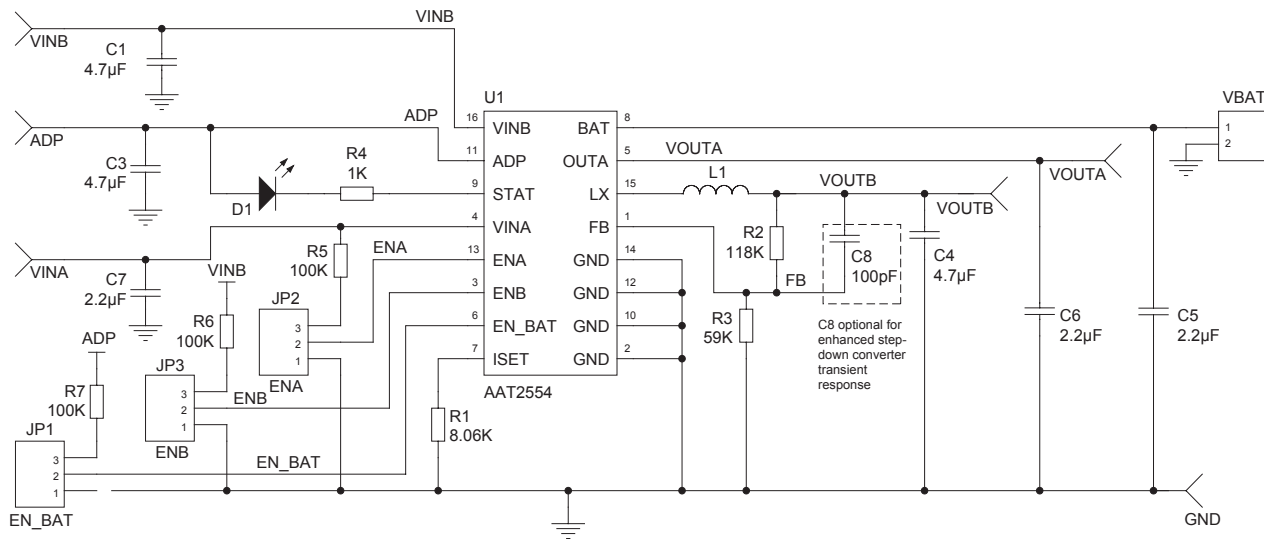 VINB
VINB
C1
4.7µF
U1
VBAT
ADP
ADP
16 VINB BAT 8
1
2
11 ADP OUTA 5
VOUTA
VOUTA
C3
4.7µF
R4
1K
D1
9 STAT LX 15
L1
VOUTB
VOUTB
4 VINA FB 1
VINA
C7
2.2µF
R5
100K
ENA
13 ENA GND 14
R2
118K
C8
100pF
C4
4.7µF
FB
VINB
3 ENB GND 12
JP2
3
2
1
ENA
R6
100K
6 EN_BAT GND 10
R3
59K
C8 optional for
enhanced step-
down converter
transient
response
C6
2.2µF
C5
2.2µF
ADP
7 ISET GND 2
AAT2554
JP3
3
2
1
ENB
ENB
R7
100K
R1
8.06K
JP1
3
2
1
EN_BAT
EN_BAT
GND